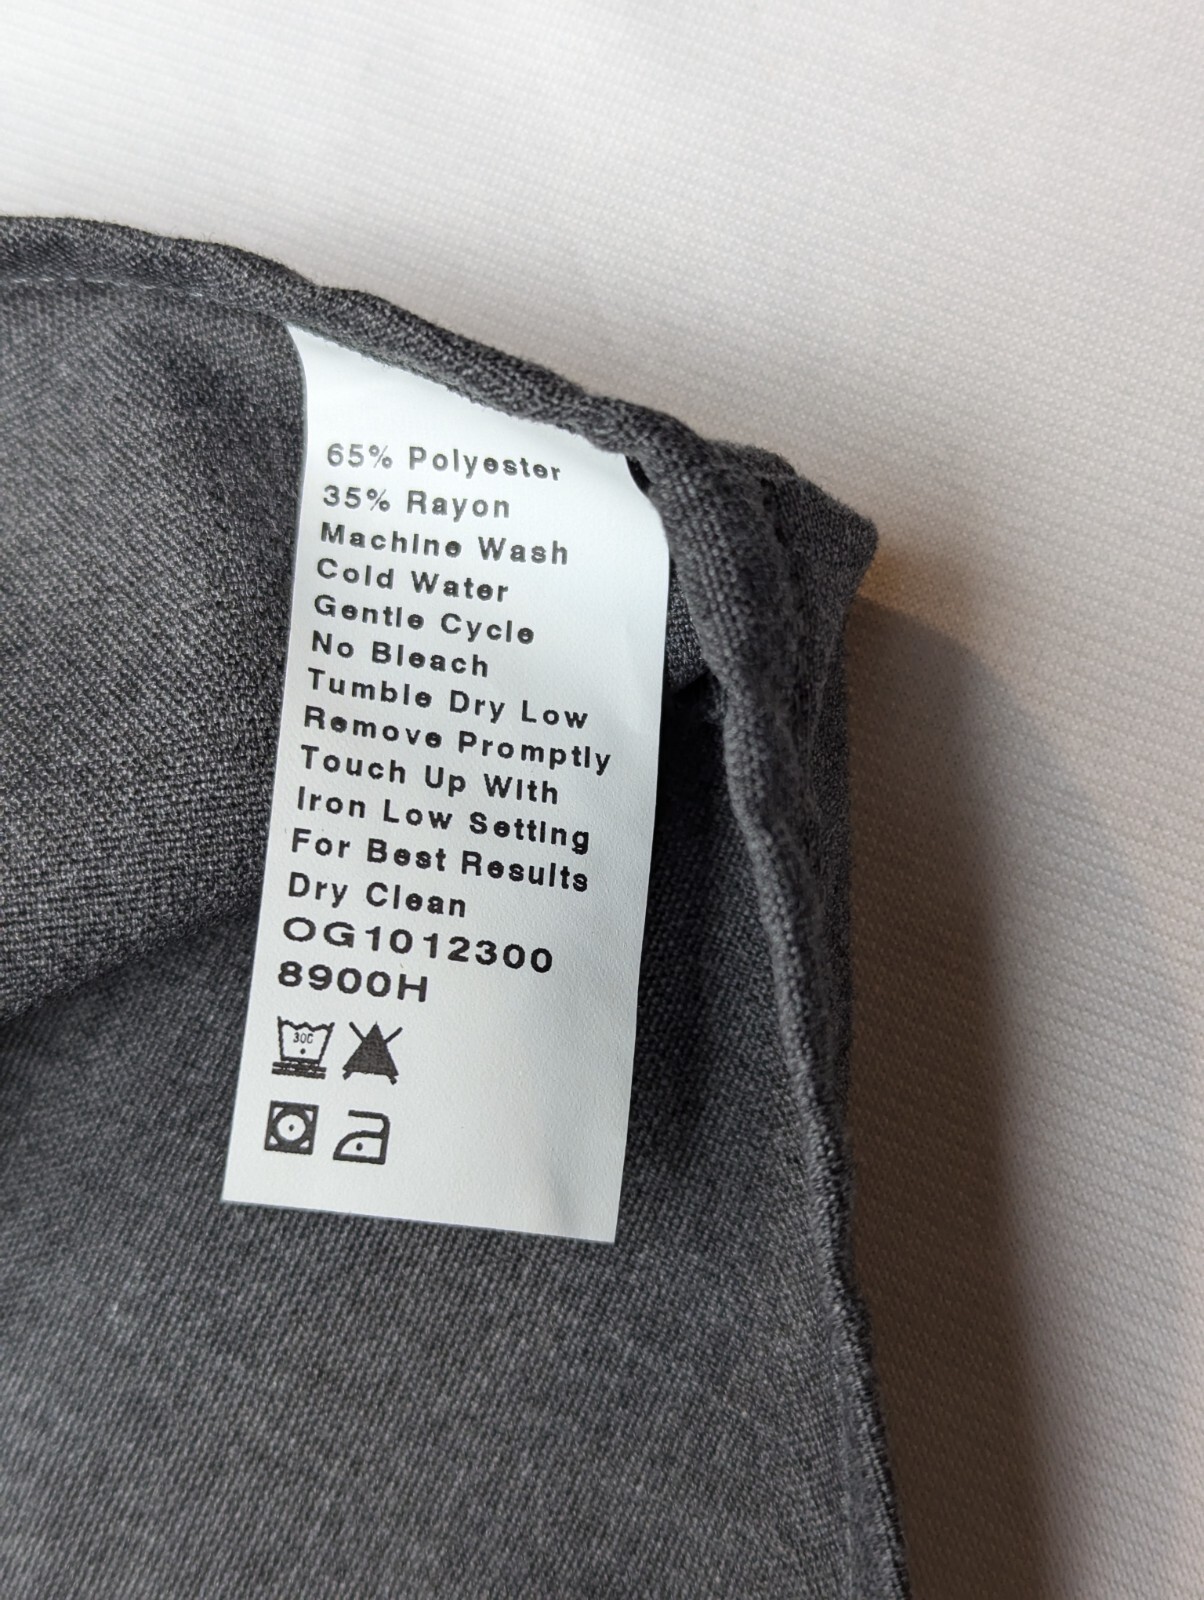 65% Polyester
35% Rayon
Machine Wash
Cold Water
Gentle Cycle
No Bleach
Tumble Dry Low
Remove Promptly
Touch Up With
Iron Low Setting
For Best Results
Dry Clean
OG1012300
8900H
30C